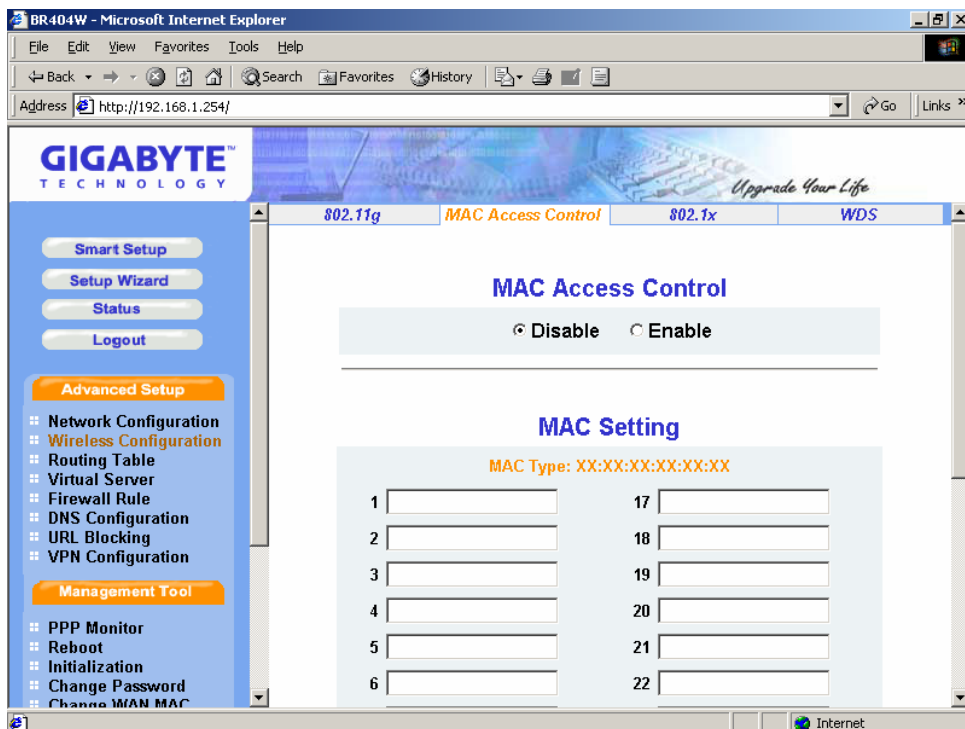 BR404W - Microsoft Internet Explorer
File Edit View Favorites Tools Help
Back Search Favorites History
Address http://192.168.1.254/ Go Links »
GIGABYTE™
TECHNOLOGY
Upgrade Your Life
802.11g MAC Access Control 802.1x WDS
Smart Setup
Setup Wizard
Status
Logout
Advanced Setup
Network Configuration
Wireless Configuration
Routing Table
Virtual Server
Firewall Rule
DNS Configuration
URL Blocking
VPN Configuration
Management Tool
PPP Monitor
Reboot
Initialization
Change Password
Change WAN MAC
MAC Access Control
Disable Enable
MAC Setting
MAC Type: XX:XX:XX:XX:XX:XX
1 17
2 18
3 19
4 20
5 21
6 22
Internet